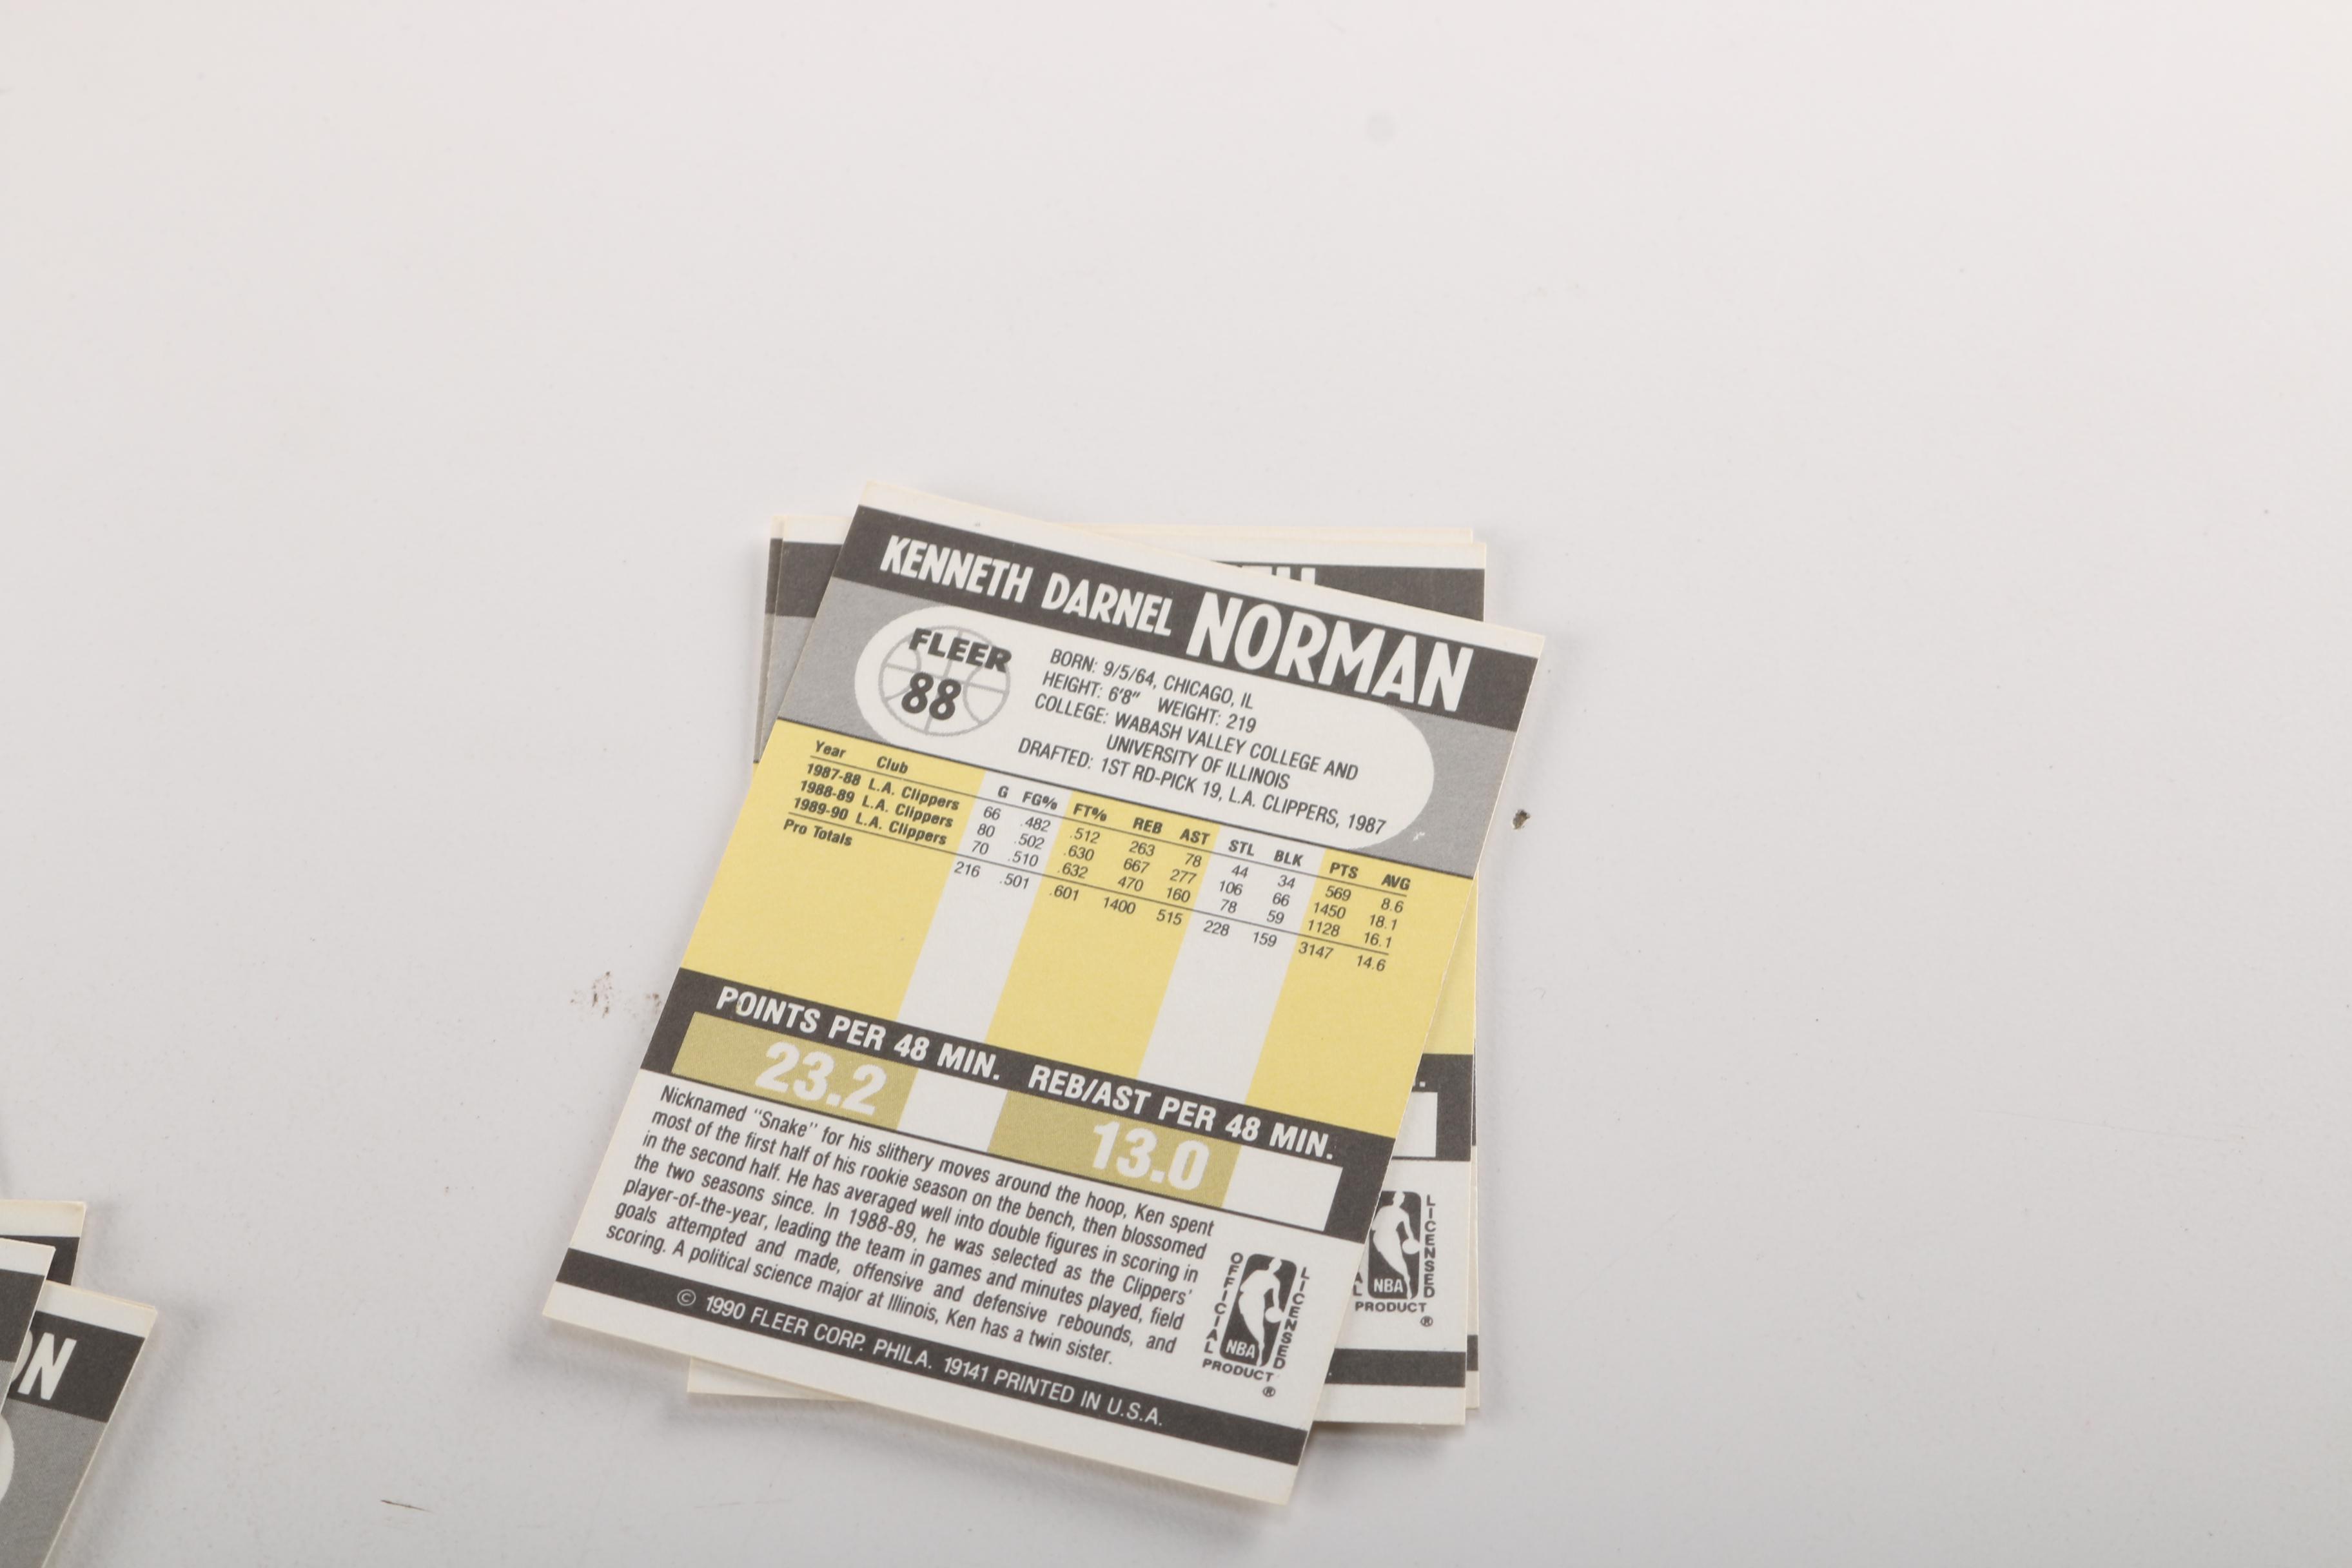 KENNETH DARNEL NORMAN
FLEER
88
BORN: 9/5/64, CHICAGO, IL
HEIGHT: 6'8" WEIGHT: 219
COLLEGE: WABASH VALLEY COLLEGE AND
UNIVERSITY OF ILLINOIS
DRAFTED: 1ST RD-PICK 19, L.A. CLIPPERS, 1987
Year Club G FG% FT% REB AST STL BLK PTS AVG
1987-88 L.A. Clippers 66 .482 .512 263 78 44 34 569 8.6
1988-89 L.A. Clippers 80 .502 .630 667 277 106 66 1450 18.1
1989-90 L.A. Clippers 70 .510 .632 470 160 78 59 1128 16.1
Pro Totals 216 .501 .601 1400 515 228 159 3147 14.6
POINTS PER 48 MIN. REB/AST PER 48 MIN.
23.2 13.0
Nicknamed "Snake" for his slithery moves around the hoop, Ken spent
most of the first half of his rookie season on the bench, then blossomed
in the second half. He has averaged well into double figures in scoring in
the two seasons since. In 1988-89, he was selected as the Clippers'
player-of-the-year, leading the team in games and minutes played, field
goals attempted and made, offensive and defensive rebounds, and
scoring. A political science major at Illinois, Ken has a twin sister.
OFFICIAL LICENSED
NBA
PRODUCT
®
© 1990 FLEER CORP. PHILA. 19141 PRINTED IN U.S.A.
LICENSED
NBA
PRODUCT
®
ON